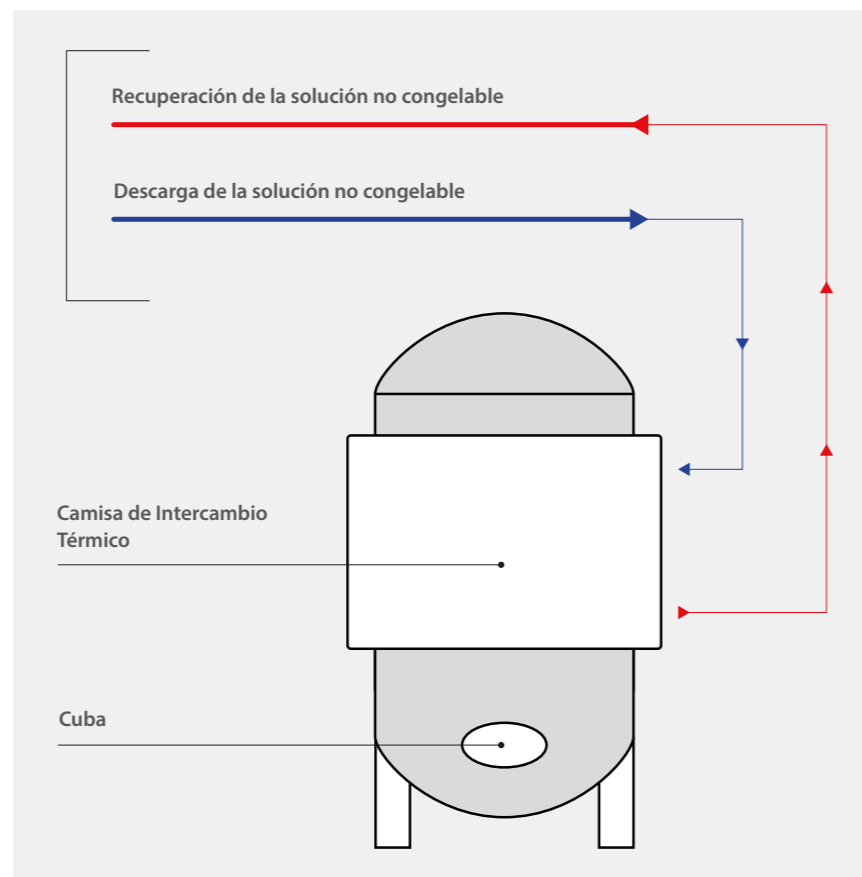 Recuperación de la solución no congelable
Descarga de la solución no congelable
Camisa de Intercambio
Térmico
Cuba